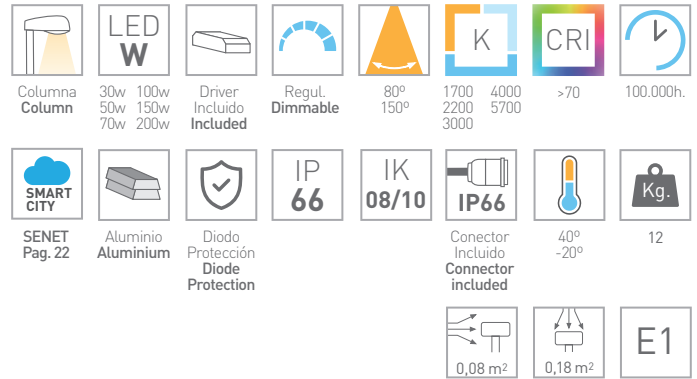 LED
W
K
CRI
Columna
Column
30w 100w
50w 150w
70w 200w
Driver
Incluido
Included
Regul.
Dimmable
80º
150º
1700 4000
2200 5700
3000
>70
100.000h.
SMART
CITY
IP
66
IK
08/10
IP66
Kg.
SENET
Pag. 22
Aluminio
Aluminium
Diodo
Protección
Diode
Protection
Conector
Incluido
Connector
included
40º
-20º
12
0,08 m²
0,18 m²
E1